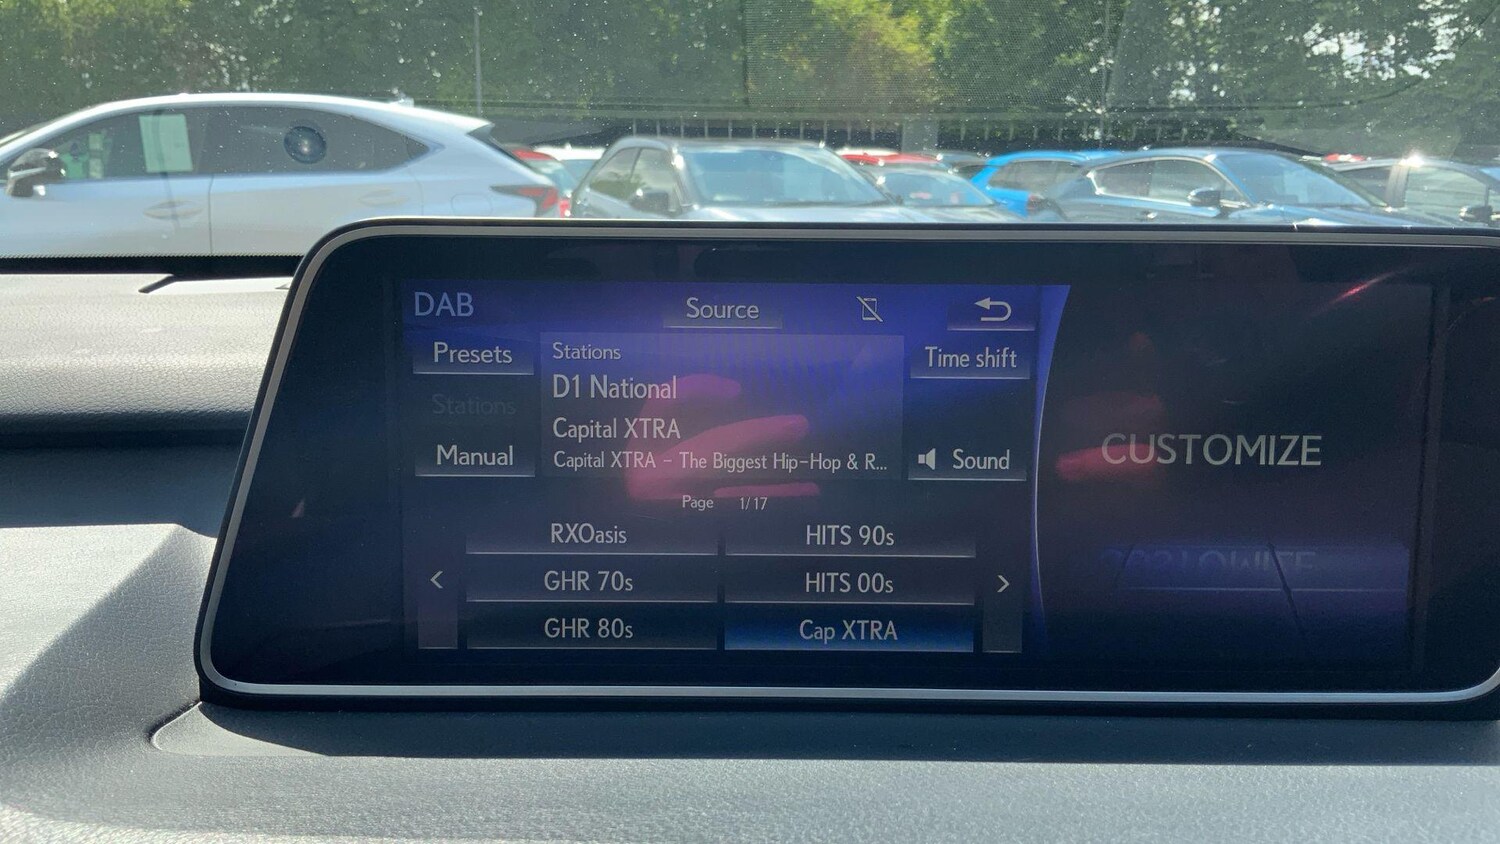 DAB
Source
Presets
Stations
D1 National
Capital XTRA
Capital XTRA - The Biggest Hip-Hop & R...
Time shift
Stations
Manual
Sound
CUSTOMIZE
Page 1/17
RXOasis
HITS 90s
<
GHR 70s
HITS 00s
>
GHR 80s
Cap XTRA